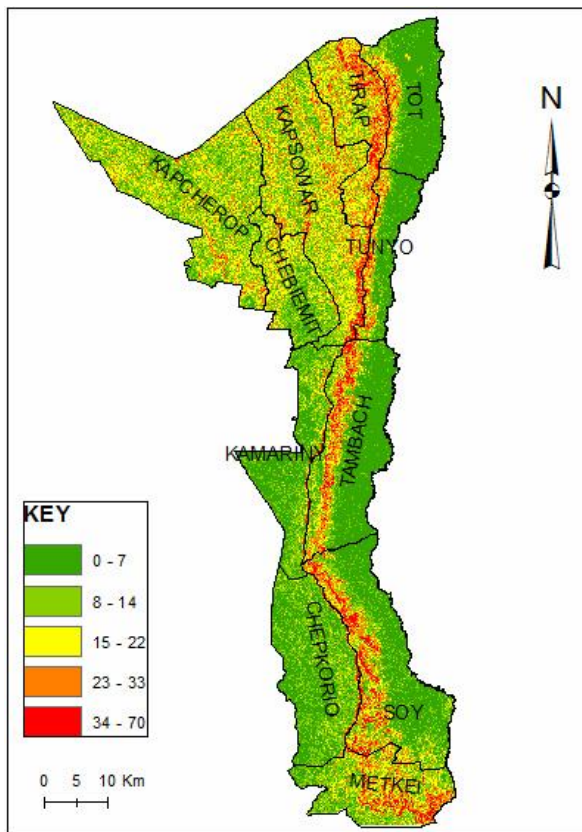 TIRAP
TOT
N
KAPSOWAR
KAPCHEROP
TUNYO
CHEBIEMIT
TAMBACH
KAMARINY
KEY
0 - 7
8 - 14
15 - 22
23 - 33
34 - 70
CHEPKORIO
SOY
METKEI
0 5 10 Km